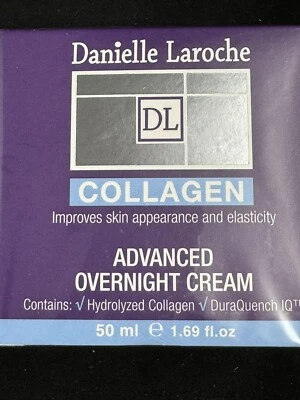 Danielle Laroche
DL
COLLAGEN
Improves skin appearance and elasticity
ADVANCED
OVERNIGHT CREAM
Contains: √ Hydrolyzed Collagen √ DuraQuench IQ™
50 ml ℮ 1.69 fl.oz